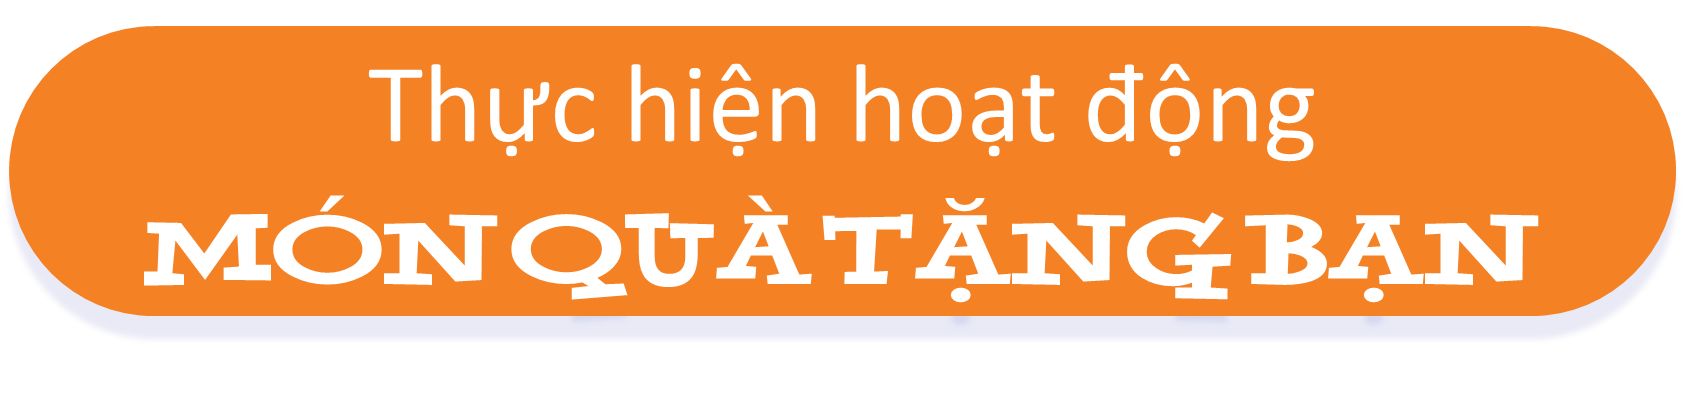 Thực hiện hoạt động
MÓN QUÀ TẶNG BẠN